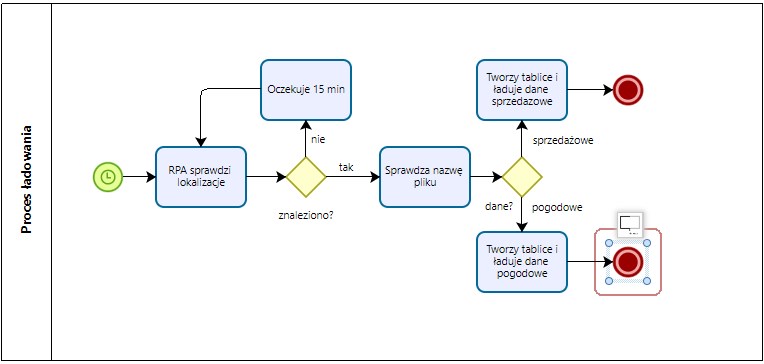 Proces ładowania
Oczekuje 15 min
nie
RPA sprawdzi
lokalizacje
znaleziono?
tak
Sprawdza nazwę
pliku
dane?
sprzedażowe
Tworzy tablice i
ładuje dane
sprzedazowe
pogodowe
Tworzy tablice i
ładuje dane
pogodowe